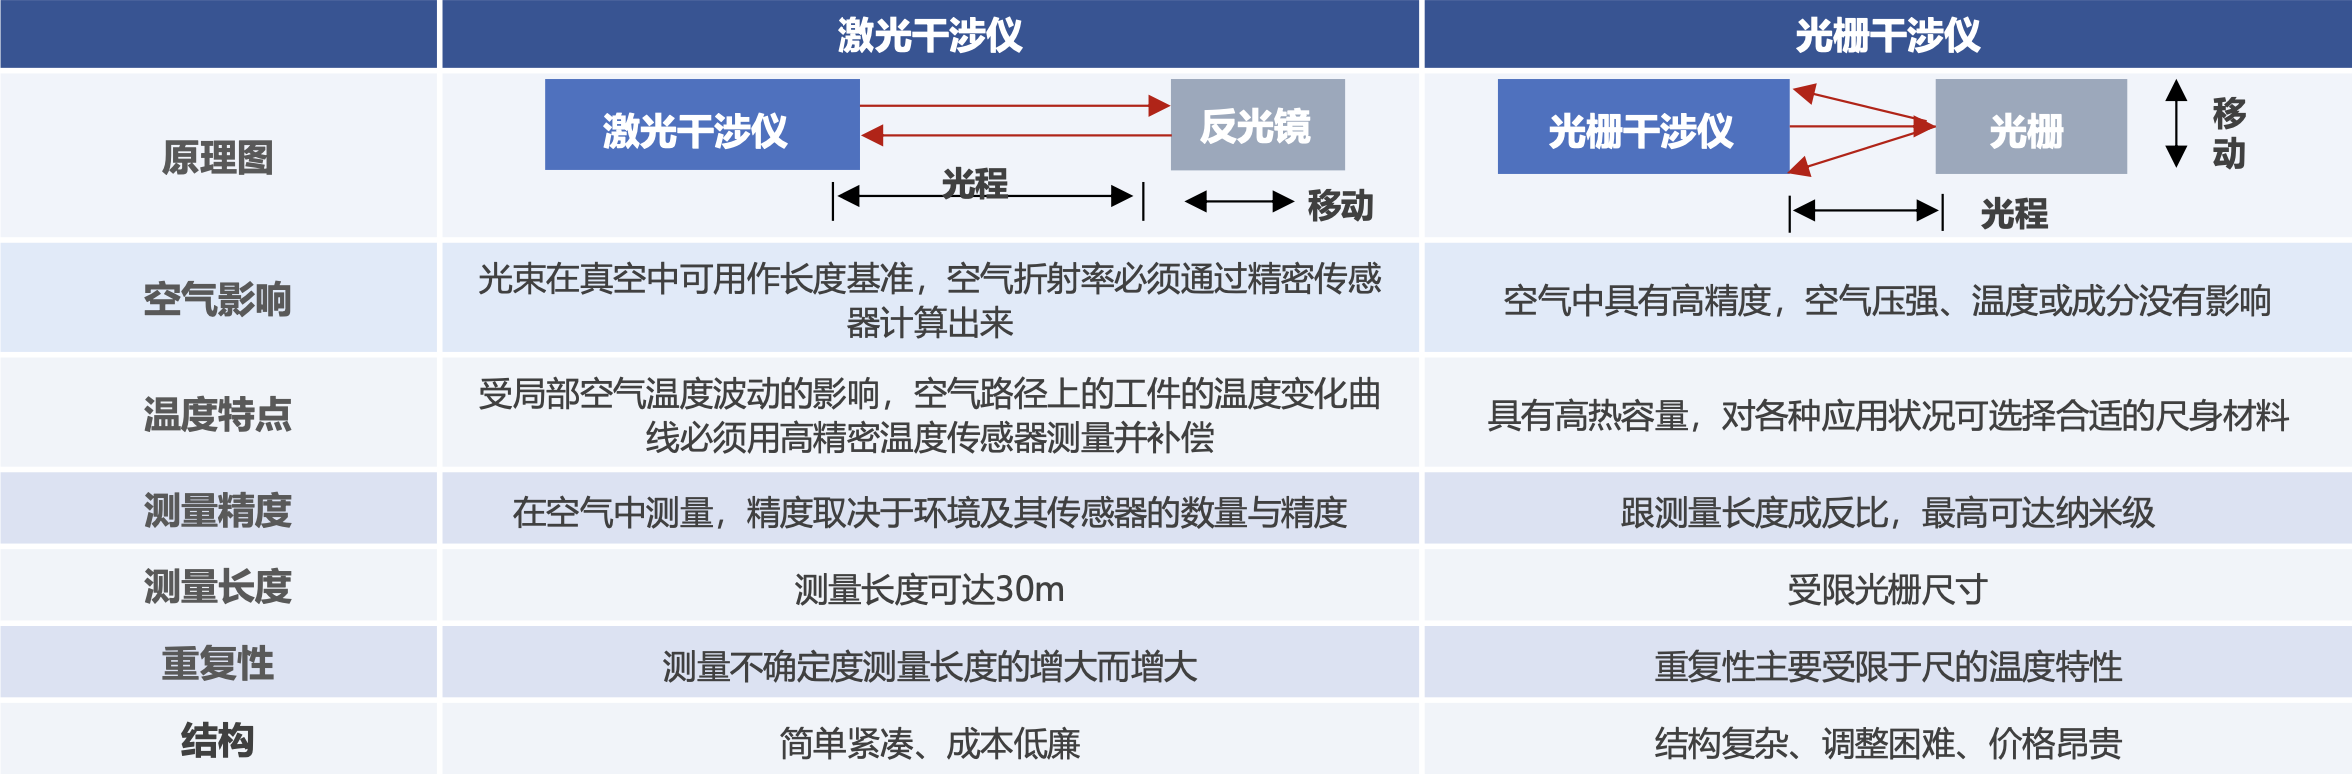 激光干涉仪
光栅干涉仪
原理图
激光干涉仪
反光镜
光程
移动
光栅干涉仪
光栅
移
动
光程
空气影响
光束在真空中可用作长度基准，空气折射率必须通过精密传感
器计算出来
空气中具有高精度，空气压强、温度或成分没有影响
温度特点
受局部空气温度波动的影响，空气路径上的工件的温度变化曲
线必须用高精密温度传感器测量并补偿
具有高热容量，对各种应用状况可选择合适的尺身材料
测量精度
在空气中测量，精度取决于环境及其传感器的数量与精度
跟测量长度成反比，最高可达纳米级
测量长度
测量长度可达30m
受限光栅尺寸
重复性
测量不确定度测量长度的增大而增大
重复性主要受限于尺的温度特性
结构
简单紧凑、成本低廉
结构复杂、调整困难、价格昂贵